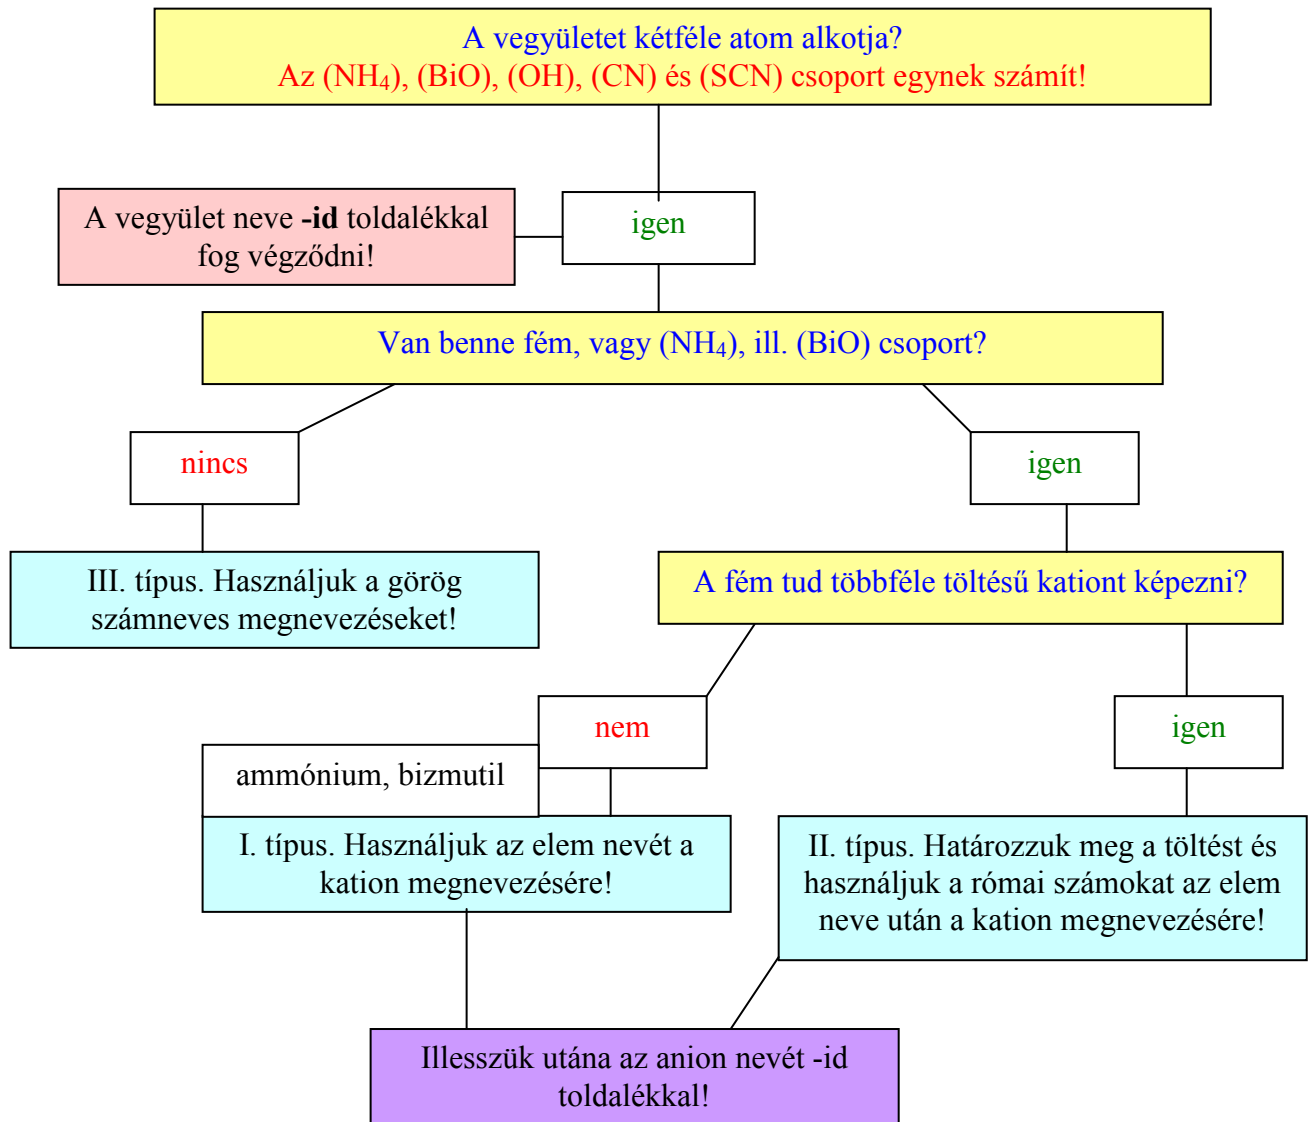 A vegyületet kétféle atom alkotja?
Az (NH₄), (BiO), (OH), (CN) és (SCN) csoport egynek számít!
A vegyület neve -id toldalékkal
fog végződni!
igen
Van benne fém, vagy (NH₄), ill. (BiO) csoport?
nincs
igen
III. típus. Használjuk a görög
számneves megnevezéseket!
A fém tud többféle töltésű kationt képezni?
nem
igen
ammónium, bizmutil
I. típus. Használjuk az elem nevét a
kation megnevezésére!
II. típus. Határozzuk meg a töltést és
használjuk a római számokat az elem
neve után a kation megnevezésére!
Illesszük utána az anion nevét -id
toldalékkal!